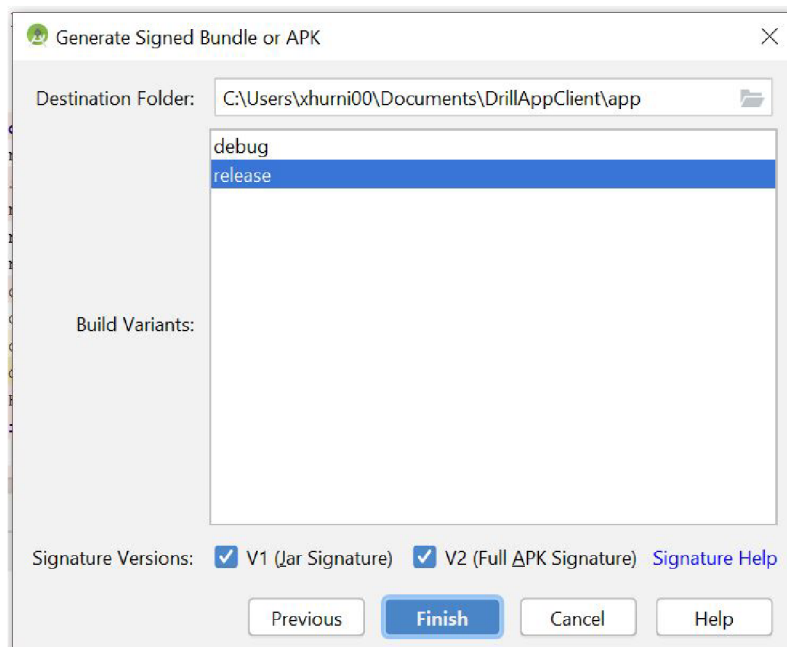 Generate Signed Bundle or APK
Destination Folder: C:\Users\xhurni00\Documents\DrillAppClient\app
debug
release
Build Variants:
Signature Versions: V1 (Jar Signature) V2 (Full APK Signature) Signature Help
Previous Finish Cancel Help